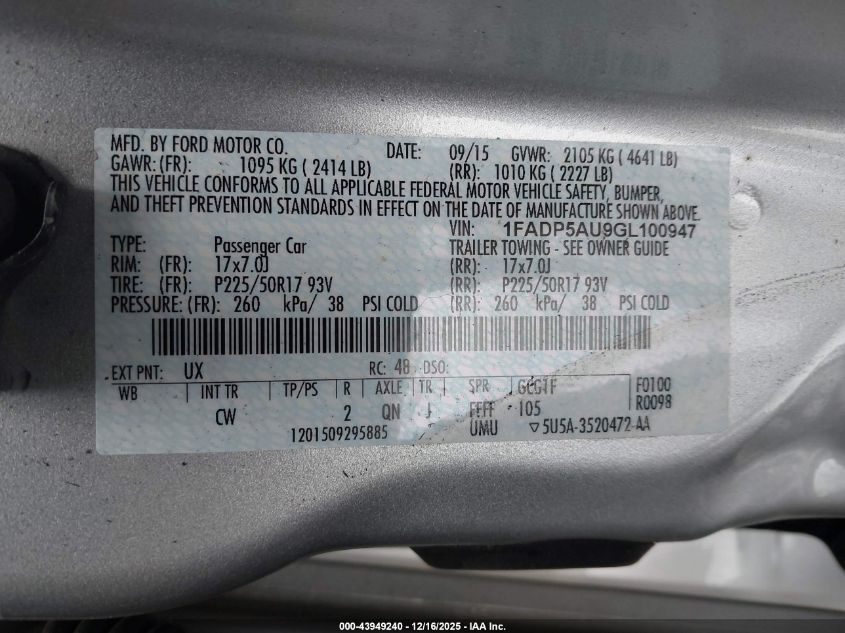 MFD. BY FORD MOTOR CO. DATE: 09/15 GVWR: 2105 KG ( 4641 LB)
GAWR: (FR): 1095 KG ( 2414 LB) (RR): 1010 KG ( 2227 LB)
THIS VEHICLE CONFORMS TO ALL APPLICABLE FEDERAL MOTOR VEHICLE SAFETY, BUMPER,
AND THEFT PREVENTION STANDARDS IN EFFECT ON THE DATE OF MANUFACTURE SHOWN ABOVE.
VIN: 1FADP5AU9GL100947
TYPE: Passenger Car TRAILER TOWING - SEE OWNER GUIDE
RIM: (FR): 17x7.0J (RR): 17x7.0J
TIRE: (FR): P225/50R17 93V (RR): P225/50R17 93V
PRESSURE: (FR): 260 kPa/ 38 PSI COLD (RR): 260 kPa/ 38 PSI COLD
EXT PNT: UX RC: 48 DSO:
WB INT TR TP/PS R AXLE TR SPR F0100
CW 2 QN J FFFF 105 R0098
1201509295885 UMU ▽5U5A-3520472-AA
000-43949240 - 12/16/2025 - IAA Inc.